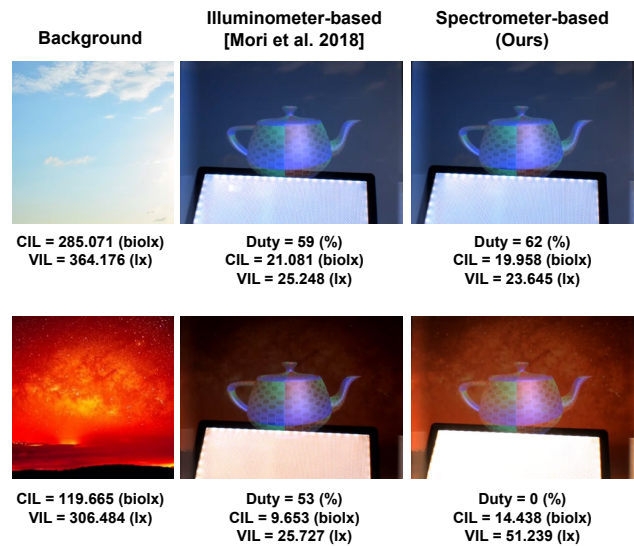 Background
Illuminometer-based
[Mori et al. 2018]
Spectrometer-based
(Ours)
CIL = 285.071 (biolx)
VIL = 364.176 (lx)
Duty = 59 (%)
CIL = 21.081 (biolx)
VIL = 25.248 (lx)
Duty = 62 (%)
CIL = 19.958 (biolx)
VIL = 23.645 (lx)
CIL = 119.665 (biolx)
VIL = 306.484 (lx)
Duty = 53 (%)
CIL = 9.653 (biolx)
VIL = 25.727 (lx)
Duty = 0 (%)
CIL = 14.438 (biolx)
VIL = 51.239 (lx)